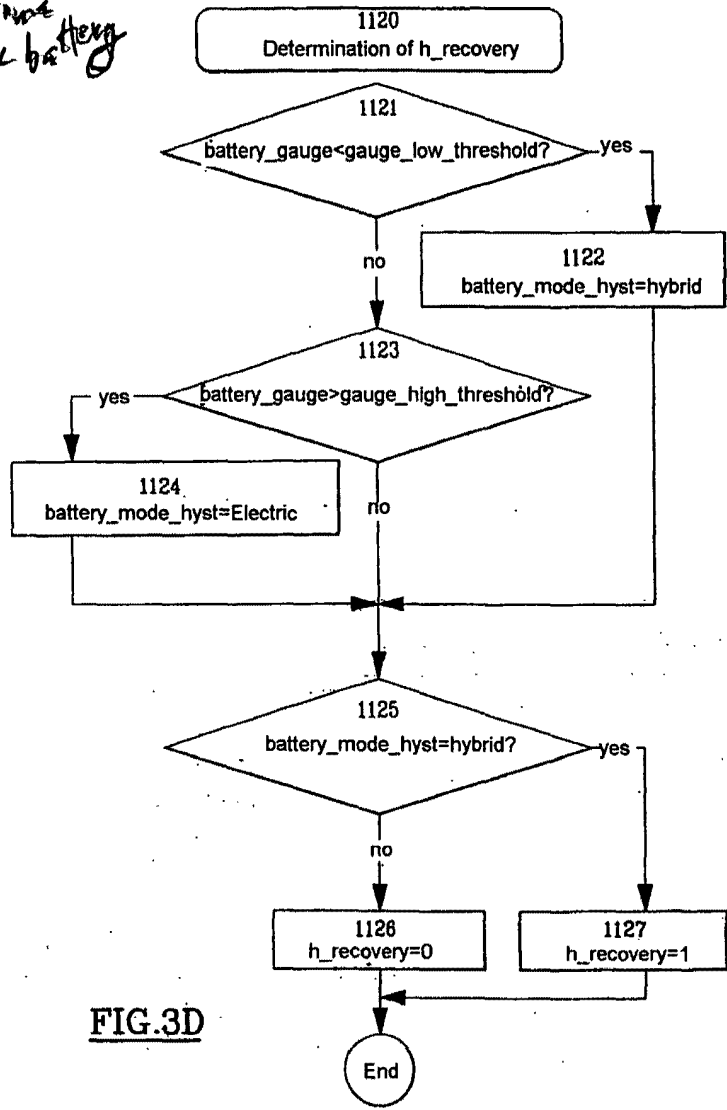 battery
1120
Determination of h_recovery
1121
battery_gauge<gauge_low_threshold?
yes
no
1122
battery_mode_hyst=hybrid
1123
battery_gauge>gauge_high_threshold?
yes
1124
battery_mode_hyst=Electric
no
1125
battery_mode_hyst=hybrid?
yes
no
1126
h_recovery=0
1127
h_recovery=1
FIG.3D
End